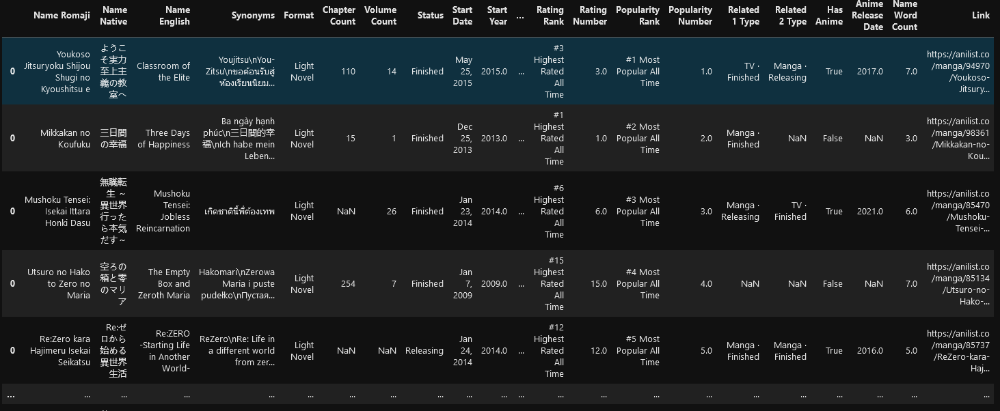 Name Romaji
Name Native
Name English
Synonyms
Format
Chapter Count
Volume Count
Status
Start Date
Start Year
...
Rating Rank
Rating Number
Popularity Rank
Popularity Number
Related 1 Type
Related 2 Type
Has Anime
Anime Release Date
Name Word Count
Link
0
Youkoso
Jitsuryoku Shijou
Shugi no
Kyoushitsu e
ようこ
そ実力
至上主
義の教
室へ
Classroom of
the Elite
Youjitsu\nYou-
Zitsu\nขอต้อนรับสู่
ห้องเรียนนิยม...
Light
Novel
110
14
Finished
May
25,
2015
2015.0
...
#3
Highest
Rated
All
Time
3.0
#1 Most
Popular All
Time
1.0
TV ·
Finished
Manga ·
Releasing
True
2017.0
7.0
https://anilist.co
/manga/94970
/Youkoso-
Jitsury...
0
Mikkakan no
Koufuku
三日間
の幸福
Three Days
of Happiness
Ba ngày hạnh
phúc\n三日間的幸
福\nIch habe mein
Leben...
Light
Novel
15
1
Finished
Dec
25,
2013
2013.0
...
#1
Highest
Rated
All
Time
1.0
#2 Most
Popular All
Time
2.0
Manga ·
Finished
NaN
False
NaN
3.0
https://anilist.co
/manga/98361
/Mikkakan-no-
Kou...
0
Mushoku Tensei:
Isekai Ittara
Honki Dasu
無職転
生 ～
異世界
行った
ら本気
だす～
Mushoku
Tensei:
Jobless
Reincarnation
เกิดชาตินี้พี่ต้องเทพ
Light
Novel
NaN
26
Finished
Jan
23,
2014
2014.0
...
#6
Highest
Rated
All
Time
6.0
#3 Most
Popular All
Time
3.0
Manga ·
Releasing
TV ·
Finished
True
2021.0
6.0
https://anilist.co
/manga/85470
/Mushoku-
Tensei-...
0
Utsuro no Hako
to Zero no
Maria
空ろの
箱と零
のマリ
ア
The Empty
Box and
Zeroth Maria
Hakomari\nZerowa
Maria i puste
pudełko\nПустая...
Light
Novel
254
7
Finished
Jan
7,
2009
2009.0
...
#15
Highest
Rated
All
Time
15.0
#4 Most
Popular All
Time
4.0
NaN
NaN
False
NaN
7.0
https://anilist.co
/manga/85134
/Utsuro-no-
Hako-...
0
Re:Zero kara
Hajimeru Isekai
Seikatsu
Re:ゼ
ロから
始める
異世界
生活
Re:ZERO
-Starting Life
in Another
World-
ReZero\nRe: Life in
a different world
from zer...
Light
Novel
NaN
NaN
Releasing
Jan
24,
2014
2014.0
...
#12
Highest
Rated
All
Time
12.0
#5 Most
Popular All
Time
5.0
Manga ·
Finished
Manga ·
Finished
True
2016.0
5.0
https://anilist.co
/manga/85737
/ReZero-kara-
Haj...
... ... ... ... ... ... ... ... ... ... ... ... ... ... ... ... ... ... ... ... ... ...